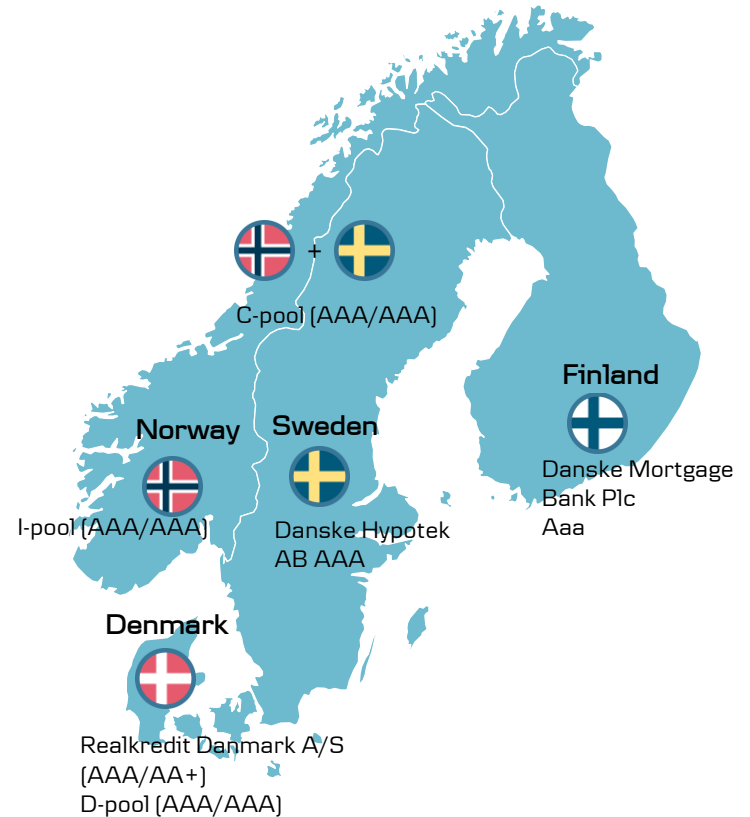 +
C-pool (AAA/AAA)
Finland
Danske Mortgage
Bank Plc
Aaa
Norway
I-pool (AAA/AAA)
Sweden
Danske Hypotek
AB AAA
Denmark
Realkredit Danmark A/S
(AAA/AA+)
D-pool (AAA/AAA)